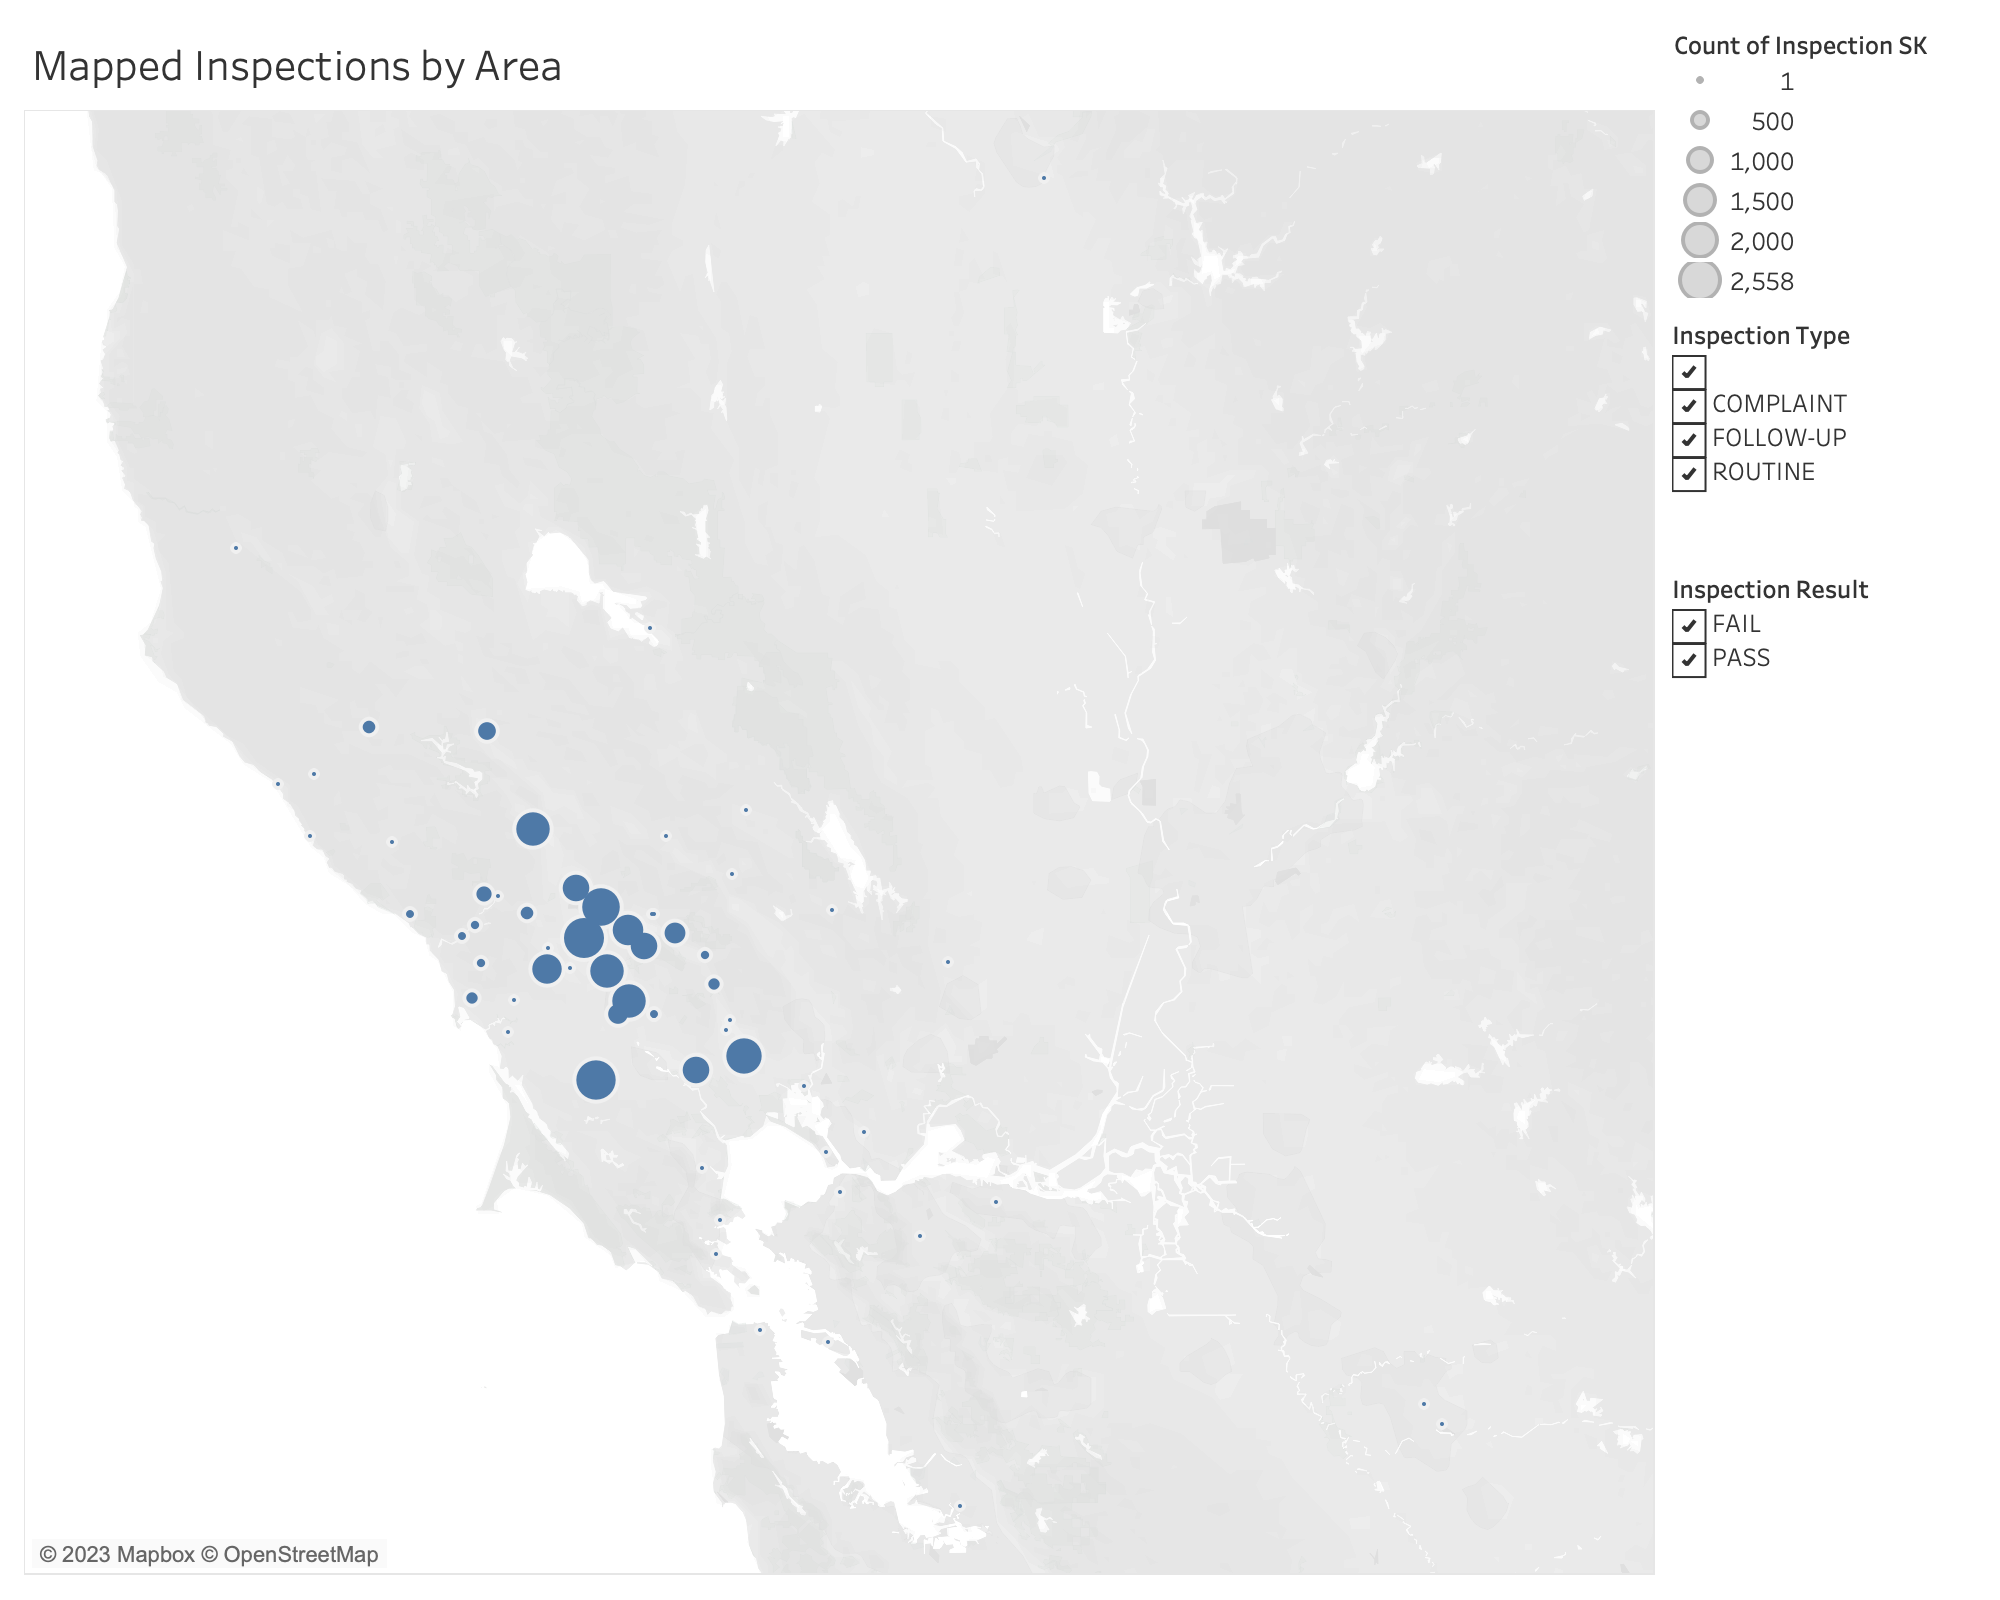 Mapped Inspections by Area
Count of Inspection SK
1
500
1,000
1,500
2,000
2,558
Inspection Type
COMPLAINT
FOLLOW-UP
ROUTINE
Inspection Result
FAIL
PASS
© 2023 Mapbox © OpenStreetMap